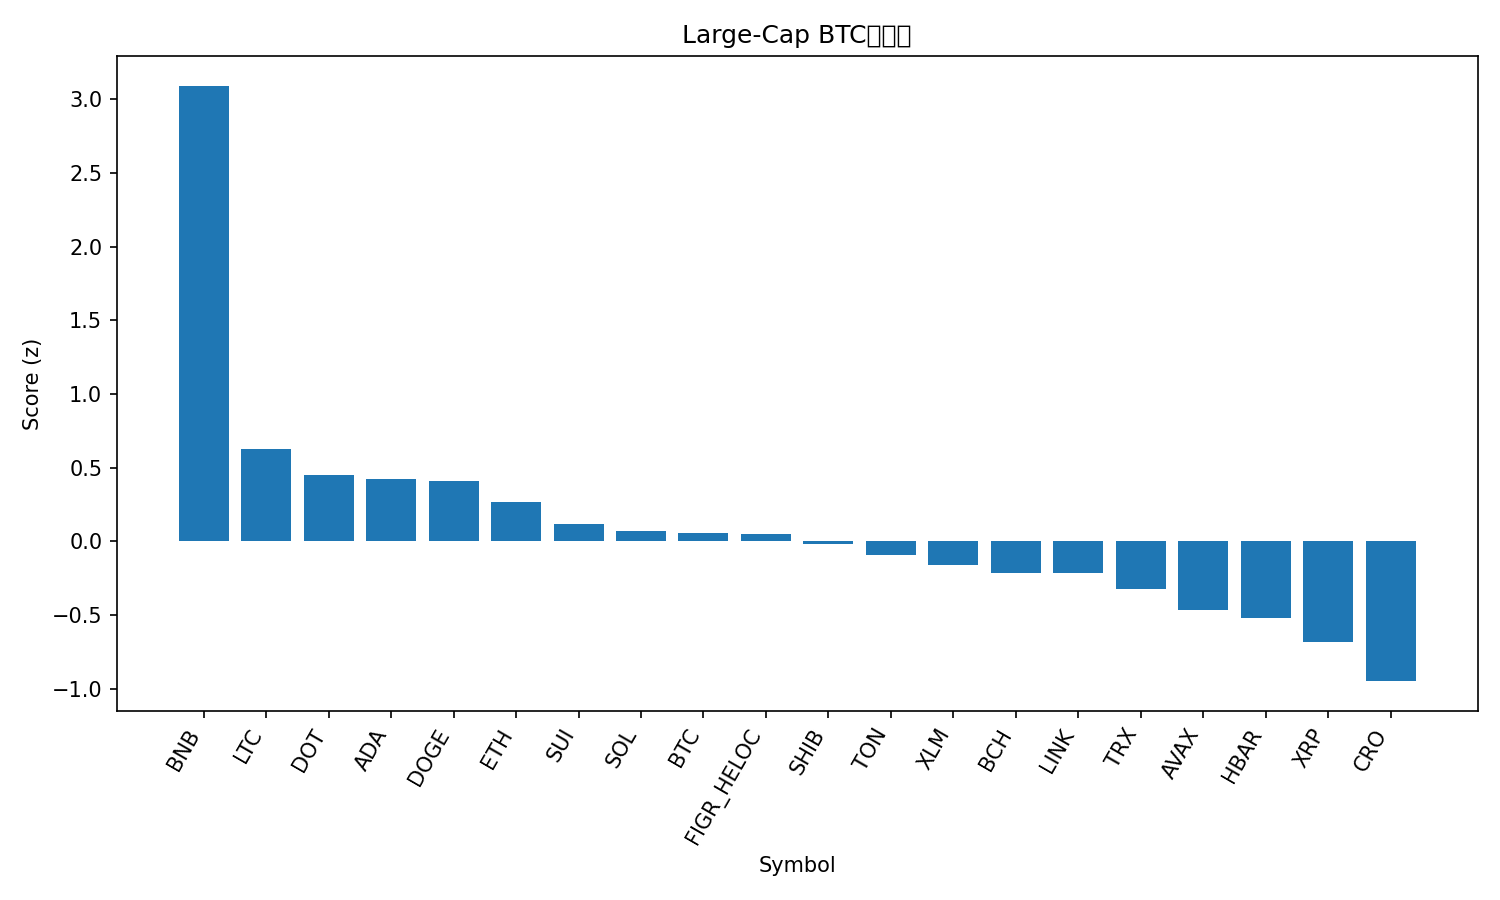 Large-Cap BTC
3.0
2.5
2.0
1.5
1.0
0.5
0.0
−0.5
−1.0
Score (z)
BNB
LTC
DOT
ADA
DOGE
ETH
SUI
SOL
BTC
FIGR_HELOC
SHIB
TON
XLM
BCH
LINK
TRX
AVAX
HBAR
XRP
CRO
Symbol